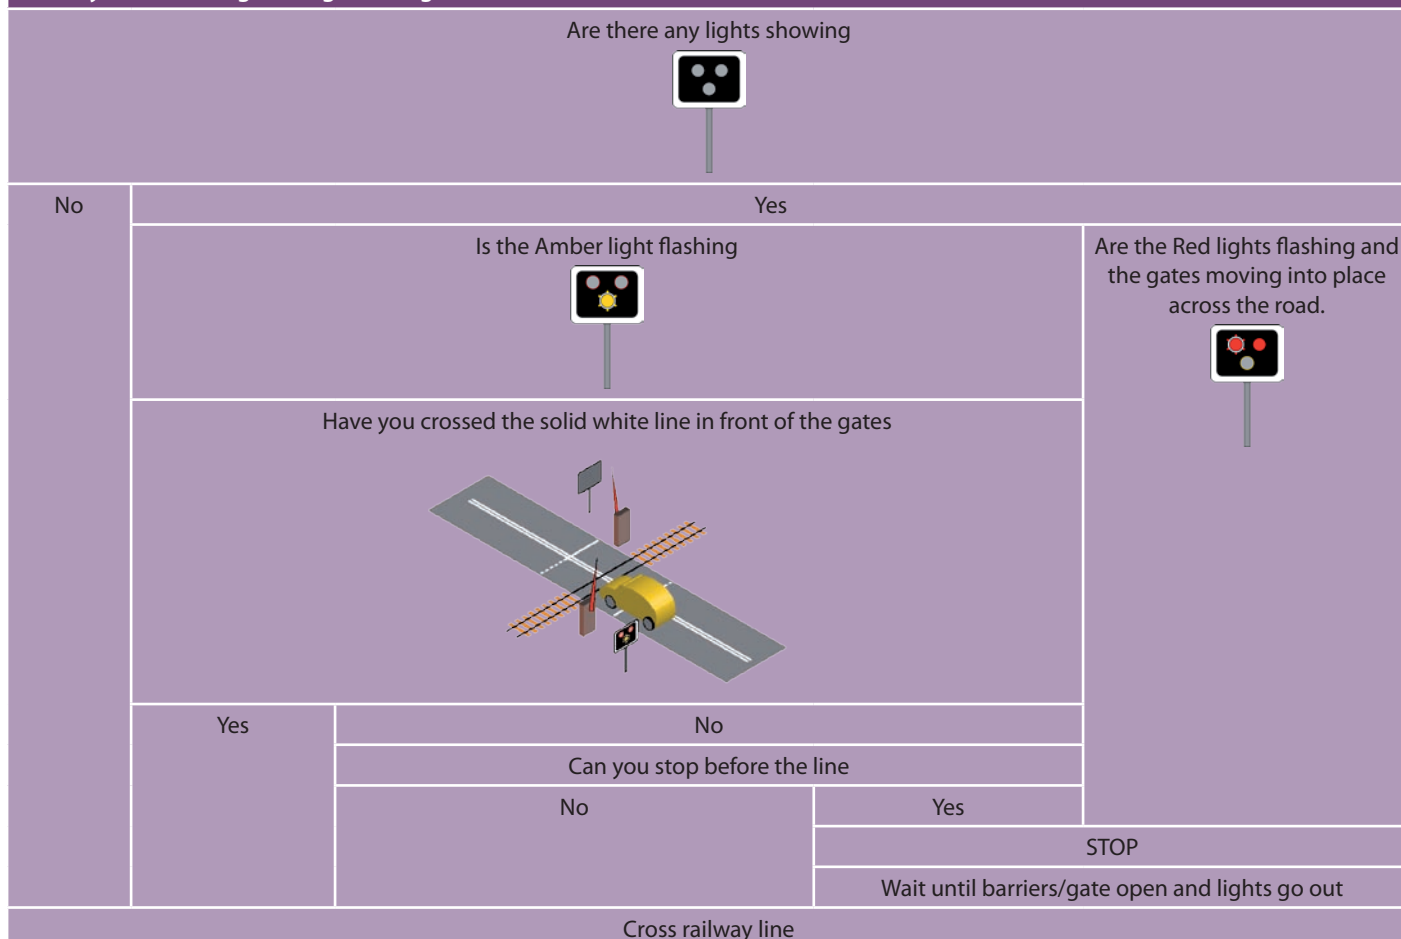 Are there any lights showing
No
Yes
Is the Amber light flashing
Are the Red lights flashing and
the gates moving into place
across the road.
Have you crossed the solid white line in front of the gates
Yes
No
Can you stop before the line
No
Yes
STOP
Wait until barriers/gate open and lights go out
Cross railway line